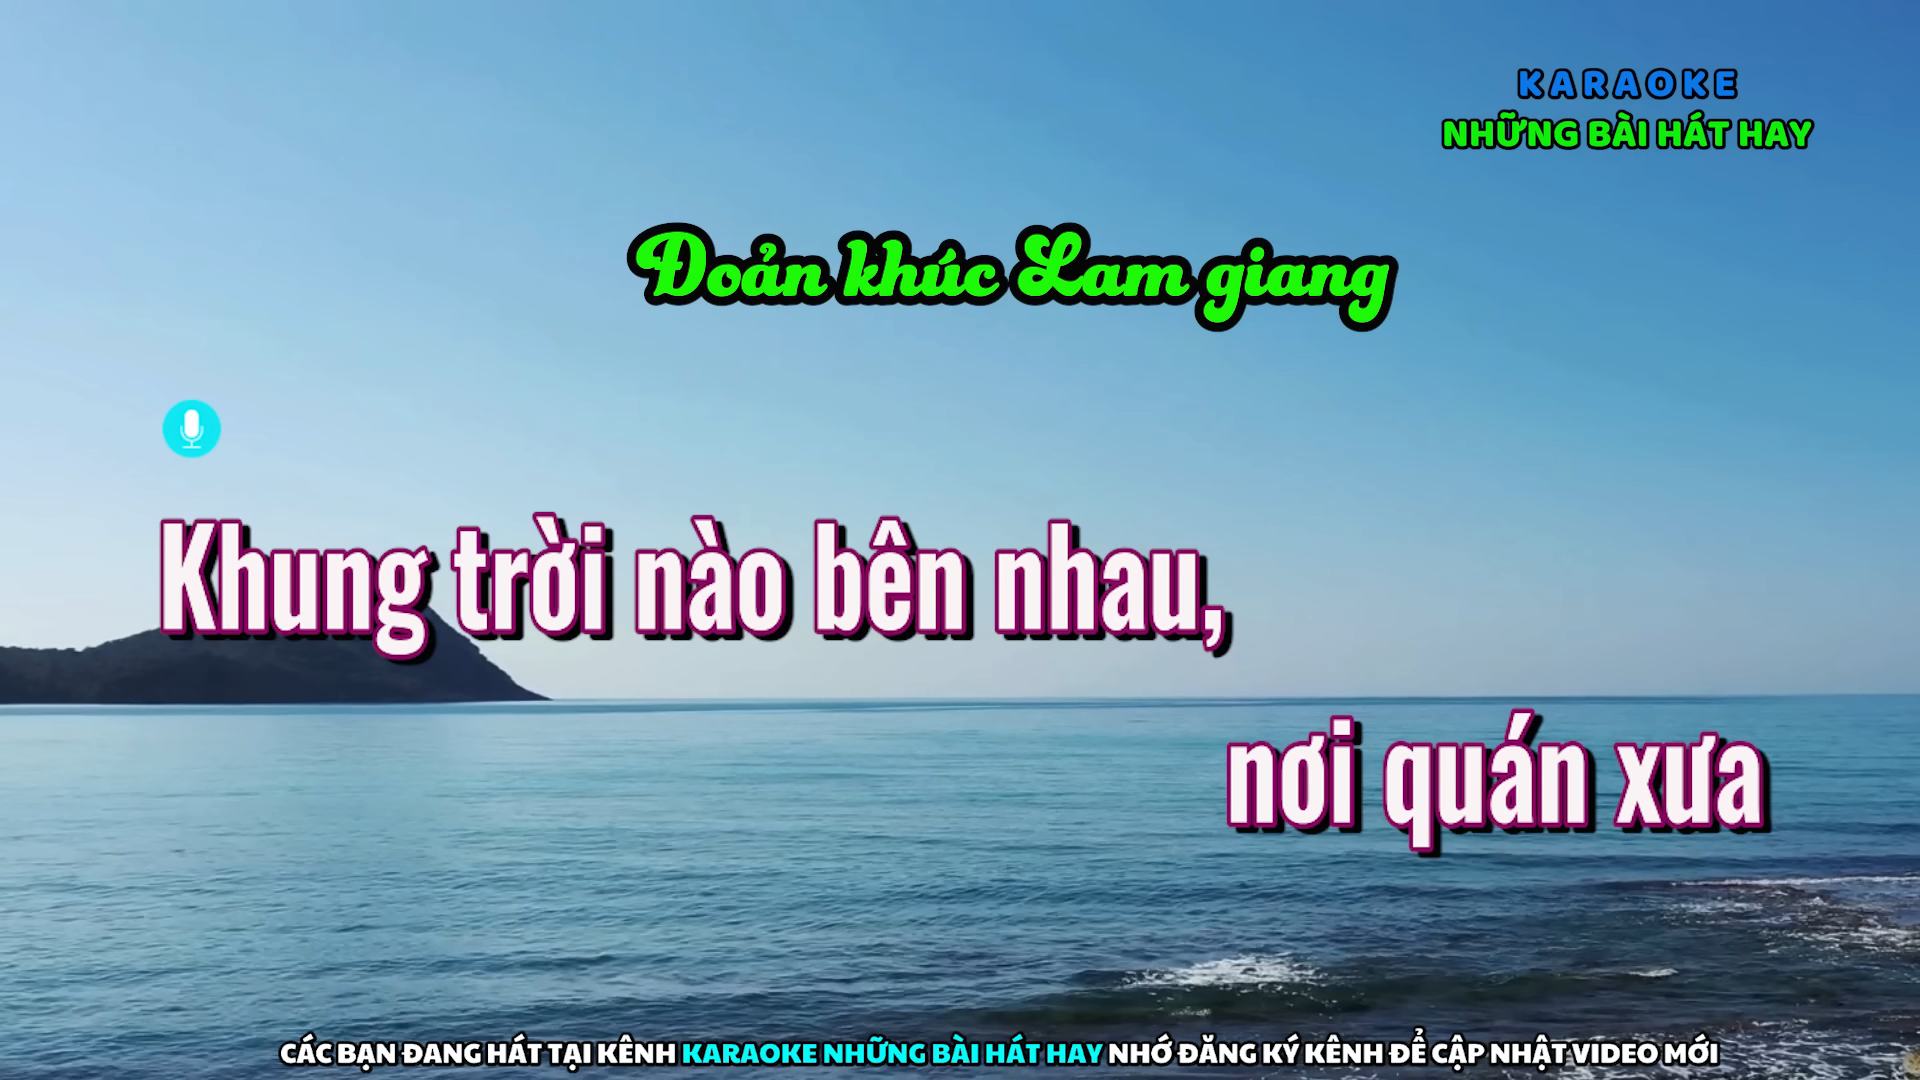 KARAOKE
NHỮNG BÀI HÁT HAY
Đoản khúc Lam giang
Khung trời nào bên nhau,
nơi quán xưa
CÁC BẠN ĐANG HÁT TẠI KÊNH KARAOKE NHỮNG BÀI HÁT HAY NHỚ ĐĂNG KÝ KÊNH ĐỂ CẬP NHẬT VIDEO MỚI